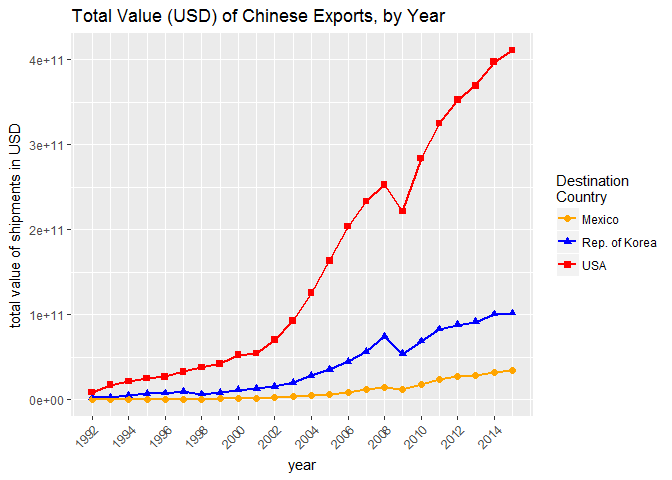 Total Value (USD) of Chinese Exports, by Year
total value of shipments in USD
4e+11
3e+11
2e+11
1e+11
0e+00
1992
1994
1996
1998
2000
2002
2004
2006
2008
2010
2012
2014
year
Destination
Country
Mexico
Rep. of Korea
USA